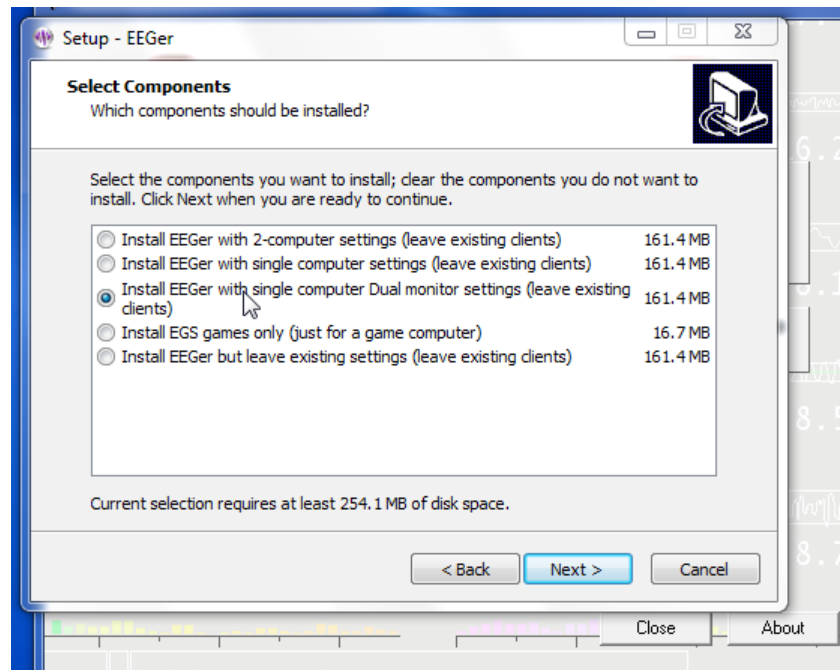 Setup - EEGer
Select Components
Which components should be installed?
Select the components you want to install; clear the components you do not want to
install. Click Next when you are ready to continue.
Install EEGer with 2-computer settings (leave existing clients) 161.4 MB
Install EEGer with single computer settings (leave existing clients) 161.4 MB
Install EEGer with single computer Dual monitor settings (leave existing
clients) 161.4 MB
Install EGS games only (just for a game computer) 16.7 MB
Install EEGer but leave existing settings (leave existing clients) 161.4 MB
Current selection requires at least 254.1 MB of disk space.
< Back Next > Cancel
Close About